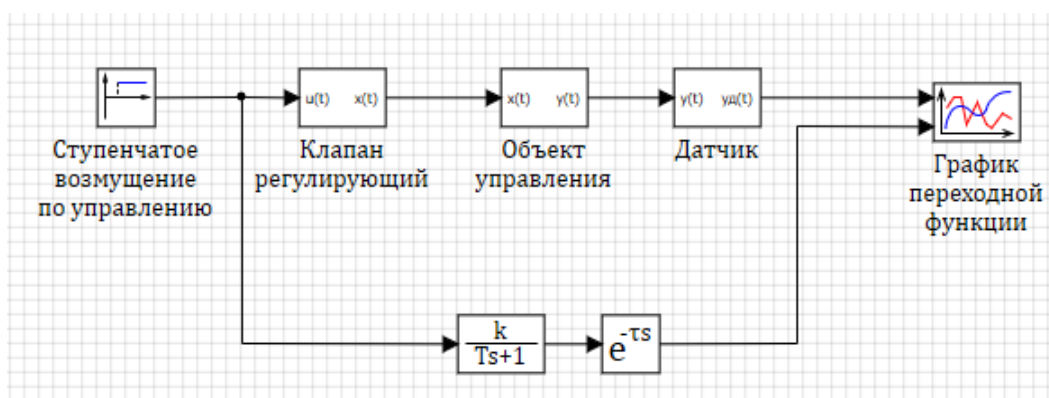 u(t) x(t)
x(t) y(t)
y(t) yд(t)
Ступенчатое
возмущение
по управлению
Клапан
регулирующий
Объект
управления
Датчик
График
переходной
функции
k
Ts+1
e-τs